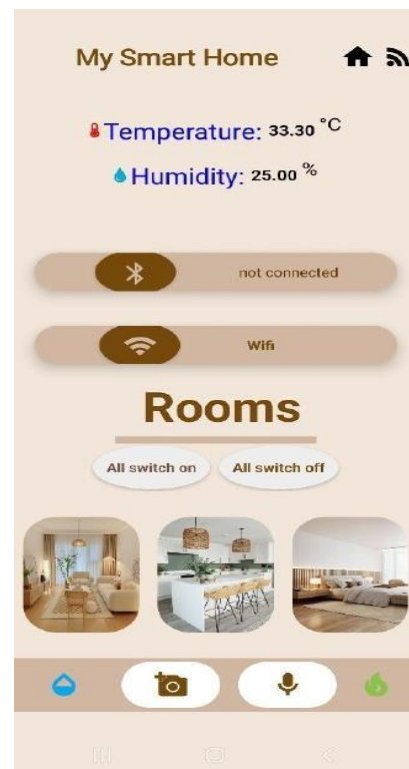 My Smart Home
Temperature: 33.30 °C
Humidity: 25.00 %
not connected
Wifi
Rooms
All switch on All switch off